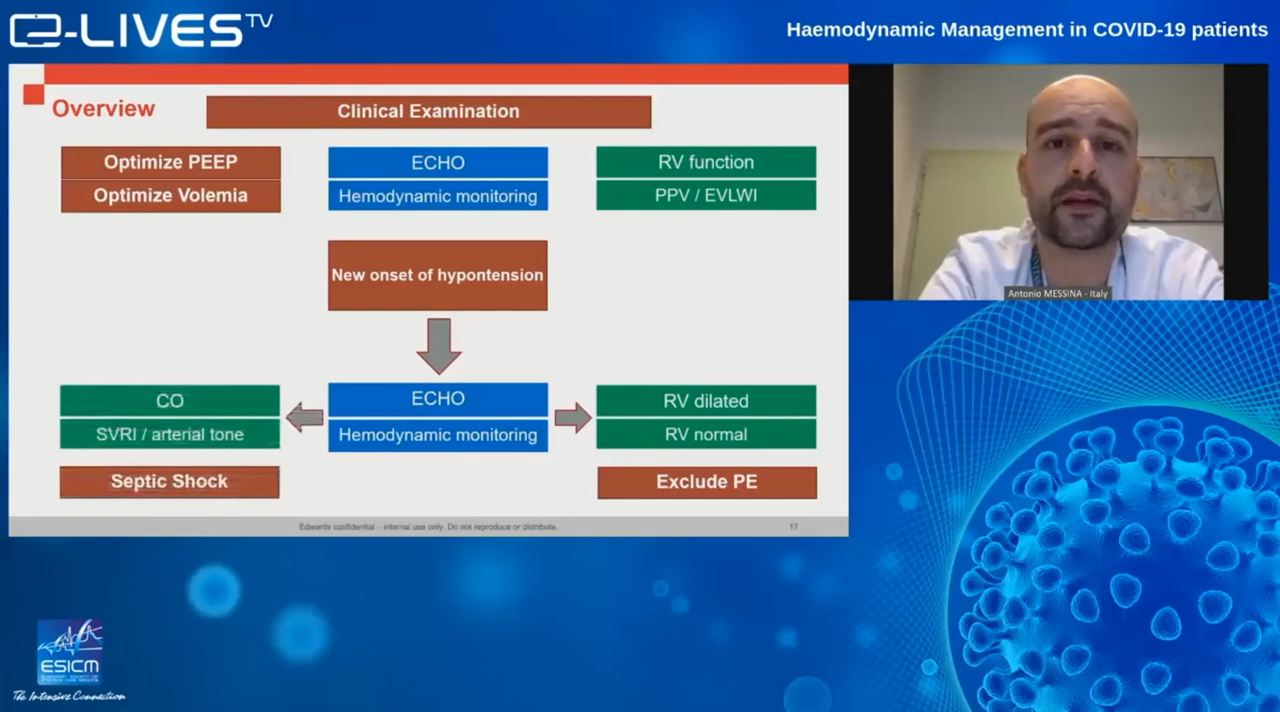 e-LIVES TV
Haemodynamic Management in COVID-19 patients
Overview
Clinical Examination
Optimize PEEP
Optimize Volemia
ECHO
Hemodynamic monitoring
RV function
PPV / EVLWI
New onset of hypontension
CO
SVRI / arterial tone
Septic Shock
ECHO
Hemodynamic monitoring
RV dilated
RV normal
Exclude PE
Edwards confidential – internal use only. Do not reproduce or distribute.
17
Antonio MESSINA - Italy
ESICM
The Intensive Connection